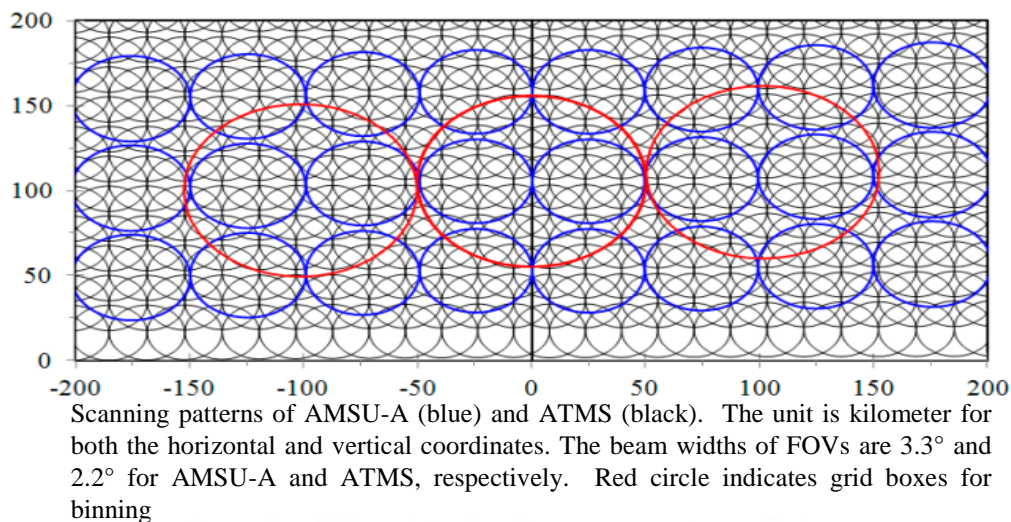 200
150
100
50
0
-200 -150 -100 -50 0 50 100 150 200
Scanning patterns of AMSU-A (blue) and ATMS (black). The unit is kilometer for
both the horizontal and vertical coordinates. The beam widths of FOVs are 3.3° and
2.2° for AMSU-A and ATMS, respectively. Red circle indicates grid boxes for
binning